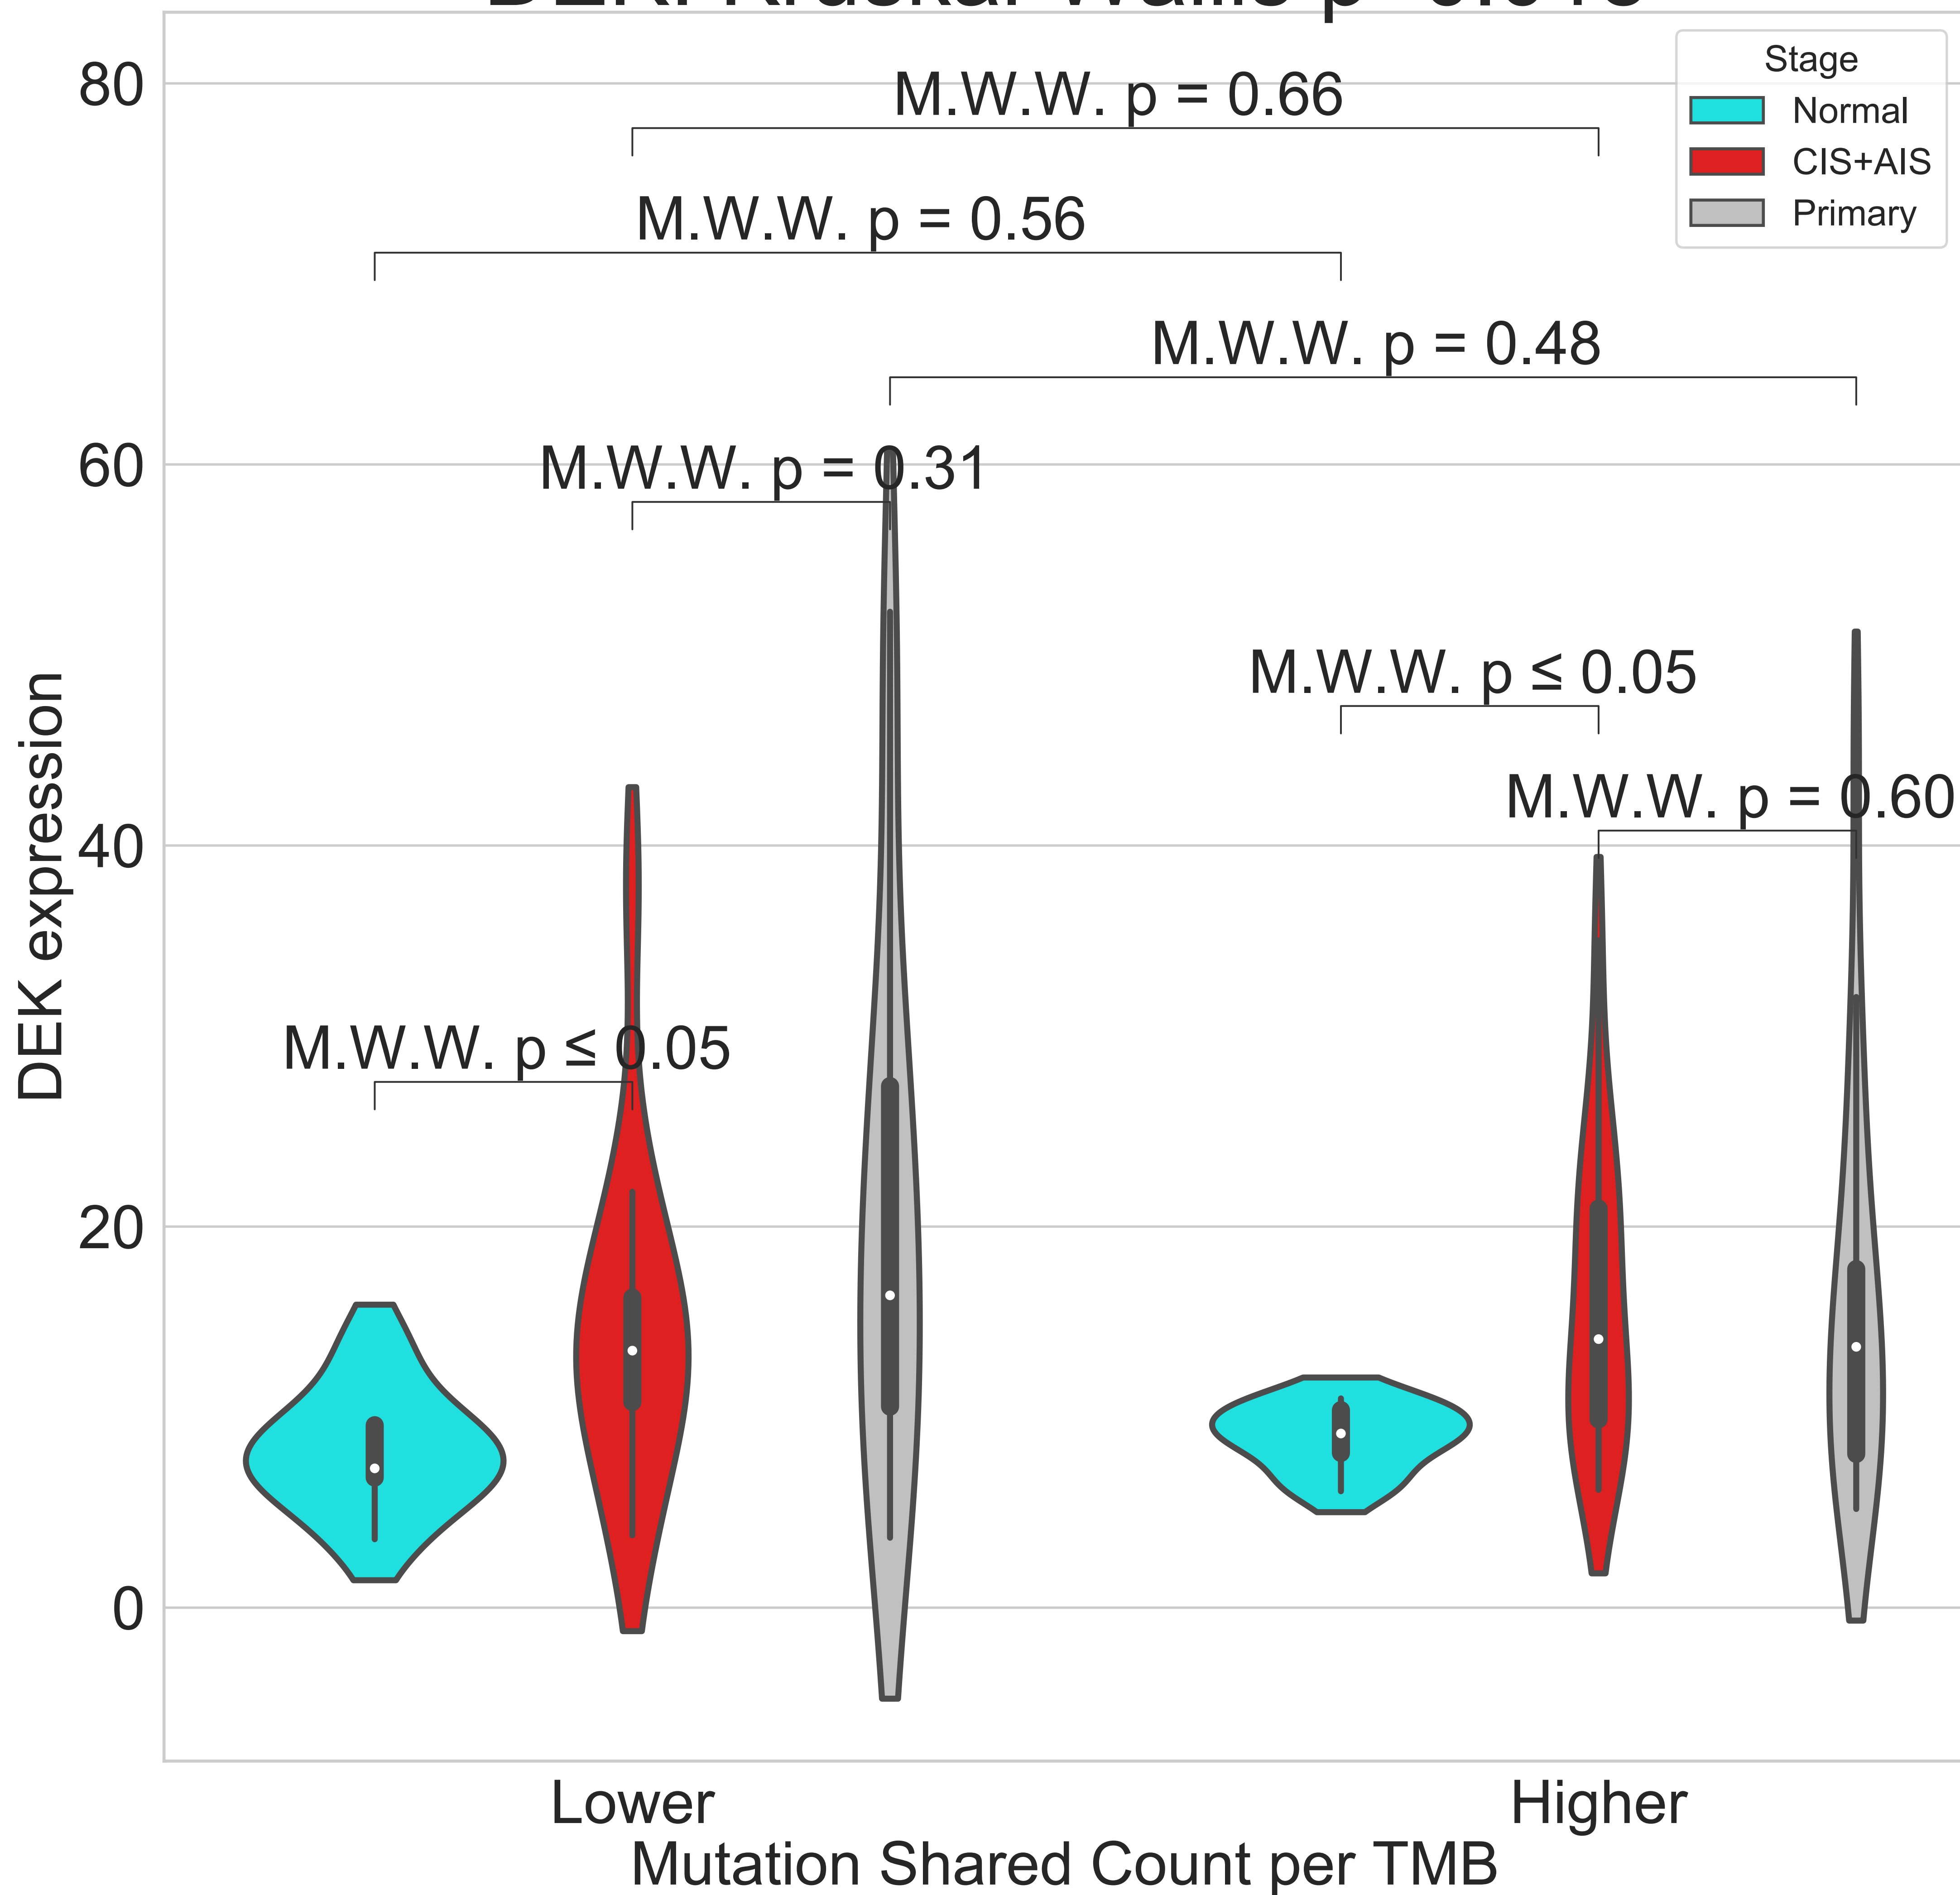 80
60
40
20
0
DEK expression
M.W.W. p = 0.66
M.W.W. p = 0.56
M.W.W. p = 0.48
M.W.W. p = 0.31
M.W.W. p ≤ 0.05
M.W.W. p = 0.60
M.W.W. p ≤ 0.05
Stage
Normal
CIS+AIS
Primary
Lower
Higher
Mutation Shared Count per TMB